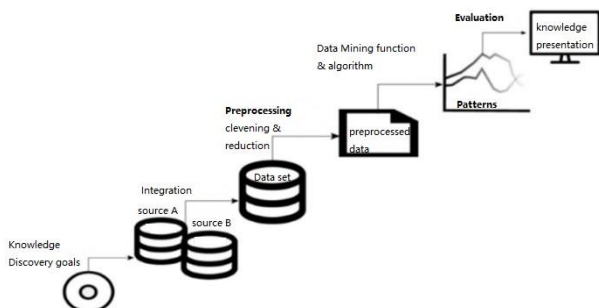 Evaluation
knowledge
presentation
Data Mining function
& algorithm
Patterns
Preprocessing
clevening &
reduction
preprocessed
data
Data set
Integration
source A
source B
Knowledge
Discovery goals